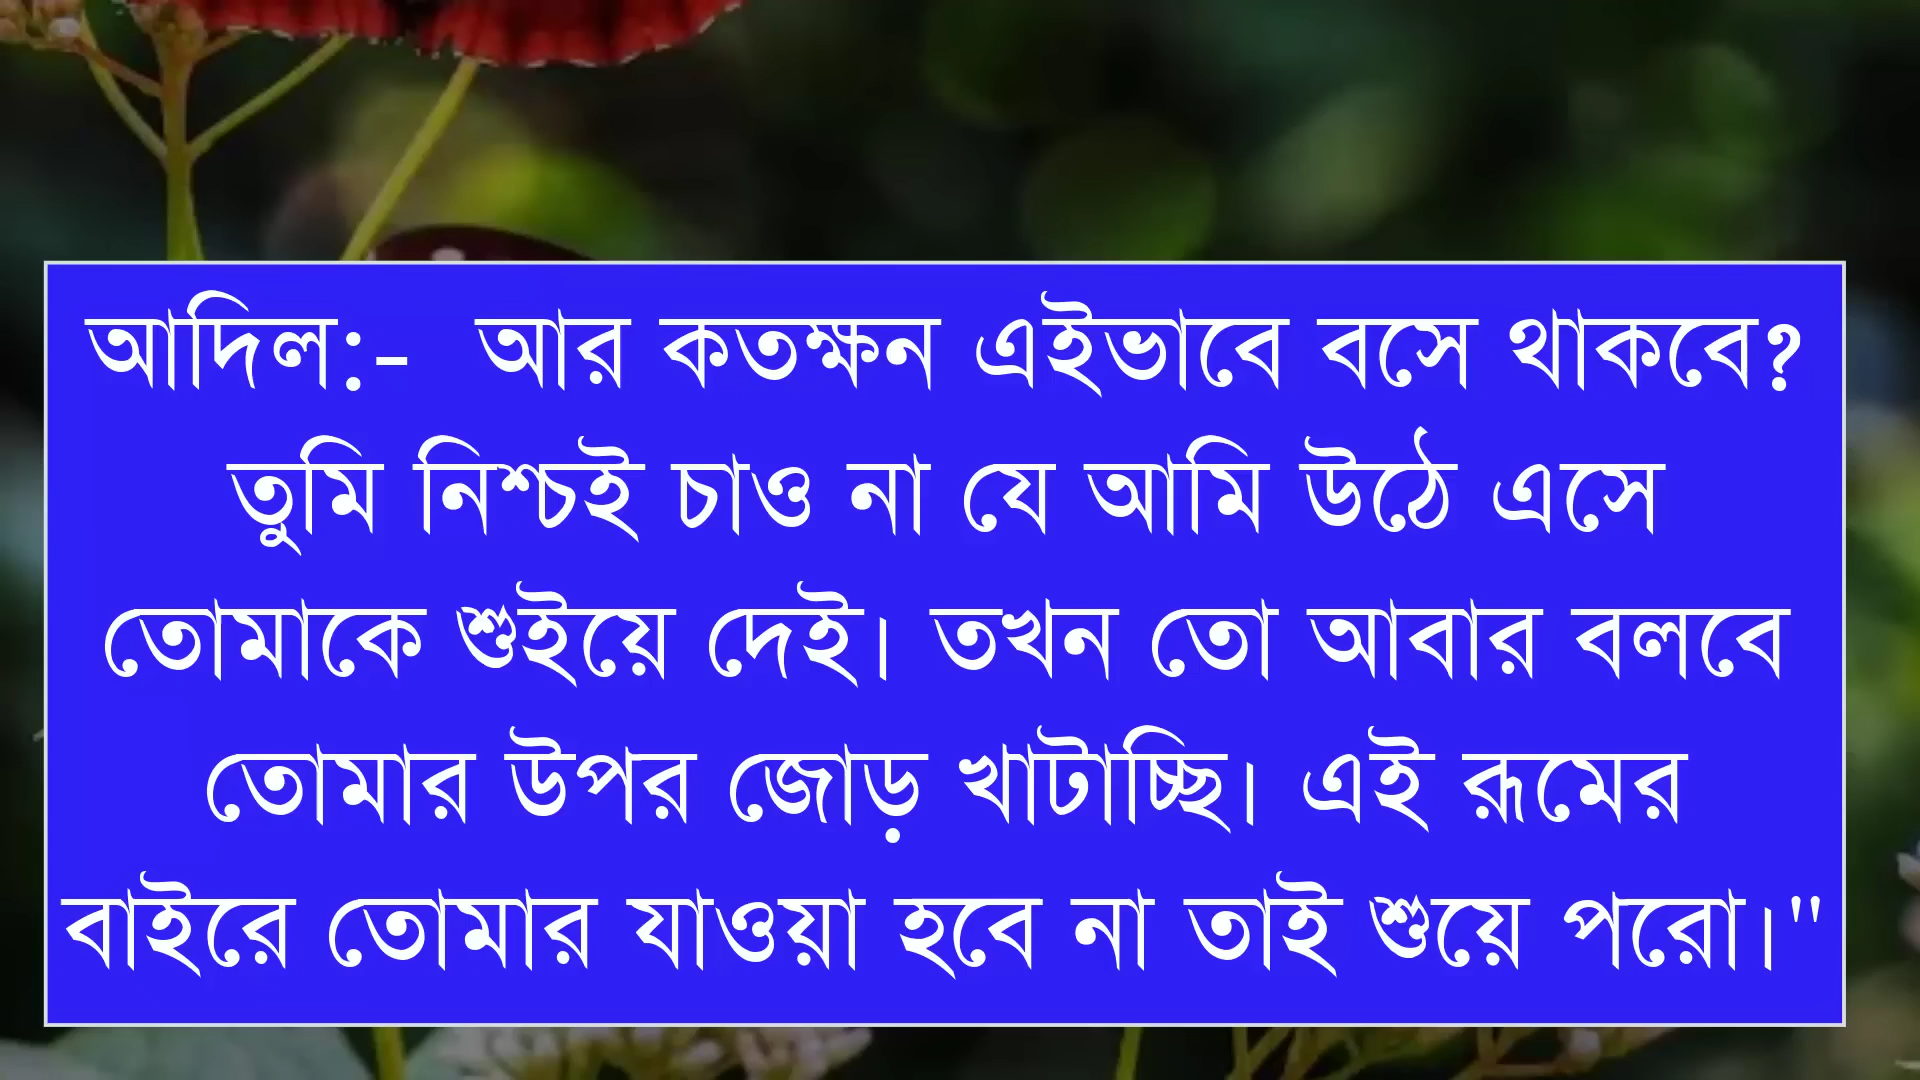 আদিল:-  আর কতক্ষন এইভাবে বসে থাকবে?
তুমি নিশ্চই চাও না যে আমি উঠে এসে
তোমাকে শুইয়ে দেই। তখন তো আবার বলবে
তোমার উপর জোড় খাটাচ্ছি। এই রূমের
বাইরে তোমার যাওয়া হবে না তাই শুয়ে পরো।"